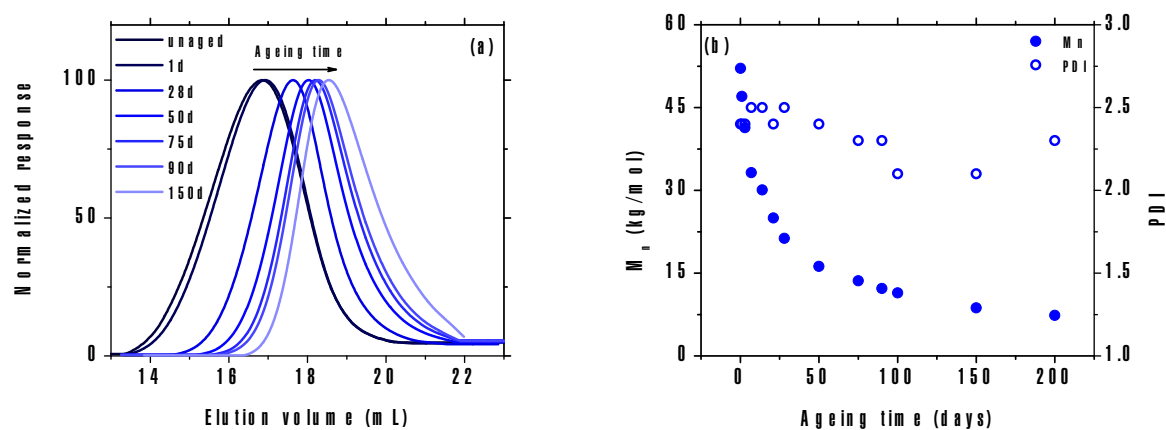 (a)
unaged
1d
28d
50d
75d
90d
150d
Ageing time
100
50
0
Normalized response
14 16 18 20 22
Elution volume (mL)
(b)
Mn
PDI
60
45
30
15
0
Mn (kg/mol)
3.0
2.5
2.0
1.5
1.0
PDI
0 50 100 150 200
Ageing time (days)